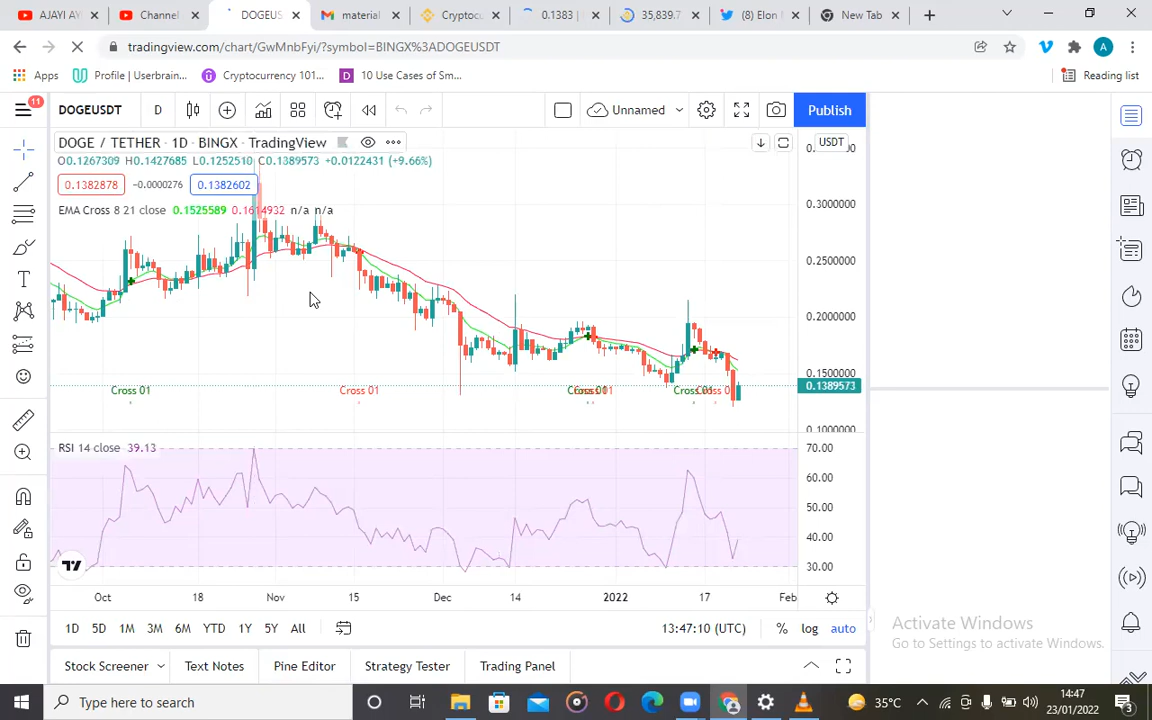 AJAYI AY
Channel
DOGEUS
material
Cryptoc
0.1383 |
35,839.7
(8) Elon
New Tab
tradingview.com/chart/GwMnbFyi/?symbol=BINGX%3ADOGEUSDT
A
Apps
Profile | Userbrain...
Cryptocurrency 101...
10 Use Cases of Sm...
Reading list
11
DOGEUSDT
D
Unnamed
Publish
DOGE / TETHER • 1D • BINGX • TradingView
USDT
O0.1267309 H0.1427685 L0.1252510 C0.1389573 +0.0122431 (+9.66%)
0.1382878
−0.0000276
0.1382602
EMA Cross 8 21 close 0.1525589 0.1614932 n/a n/a
0.3000000
0.2500000
0.2000000
0.1500000
0.1389573
0.1000000
Cross 01
Cross 01
Cross 01
Cross 01
RSI 14 close 39.13
70.00
60.00
50.00
40.00
30.00
Oct
18
Nov
15
Dec
14
2022
17
Feb
1D
5D
1M
3M
6M
YTD
1Y
5Y
All
13:47:10 (UTC)
%
log
auto
Stock Screener
Text Notes
Pine Editor
Strategy Tester
Trading Panel
Activate Windows
Go to Settings to activate Windows.
Type here to search
35°C
14:47
23/01/2022
3